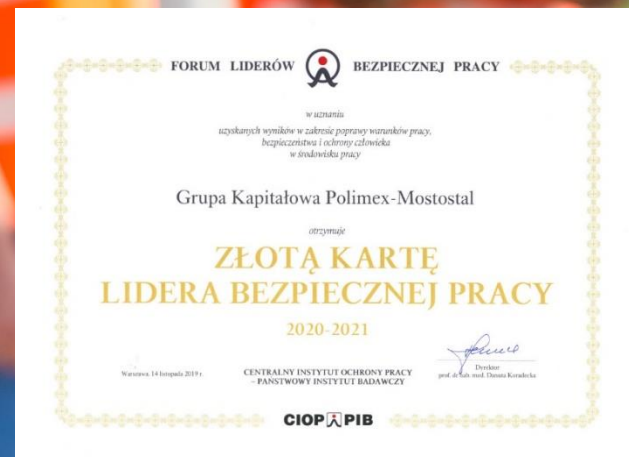 FORUM LIDERÓW BEZPIECZNEJ PRACY
w uznaniu
uzyskanych wyników w zakresie poprawy warunków pracy,
bezpieczeństwa i ochrony człowieka
w środowisku pracy
Grupa Kapitałowa Polimex-Mostostal
otrzymuje
ZŁOTĄ KARTĘ
LIDERA BEZPIECZNEJ PRACY
2020-2021
Warszawa, 14 listopada 2019 r.
CENTRALNY INSTYTUT OCHRONY PRACY
– PAŃSTWOWY INSTYTUT BADAWCZY
Dyrektor
prof. dr hab. med. Danuta Koradecka
CIOP PIB